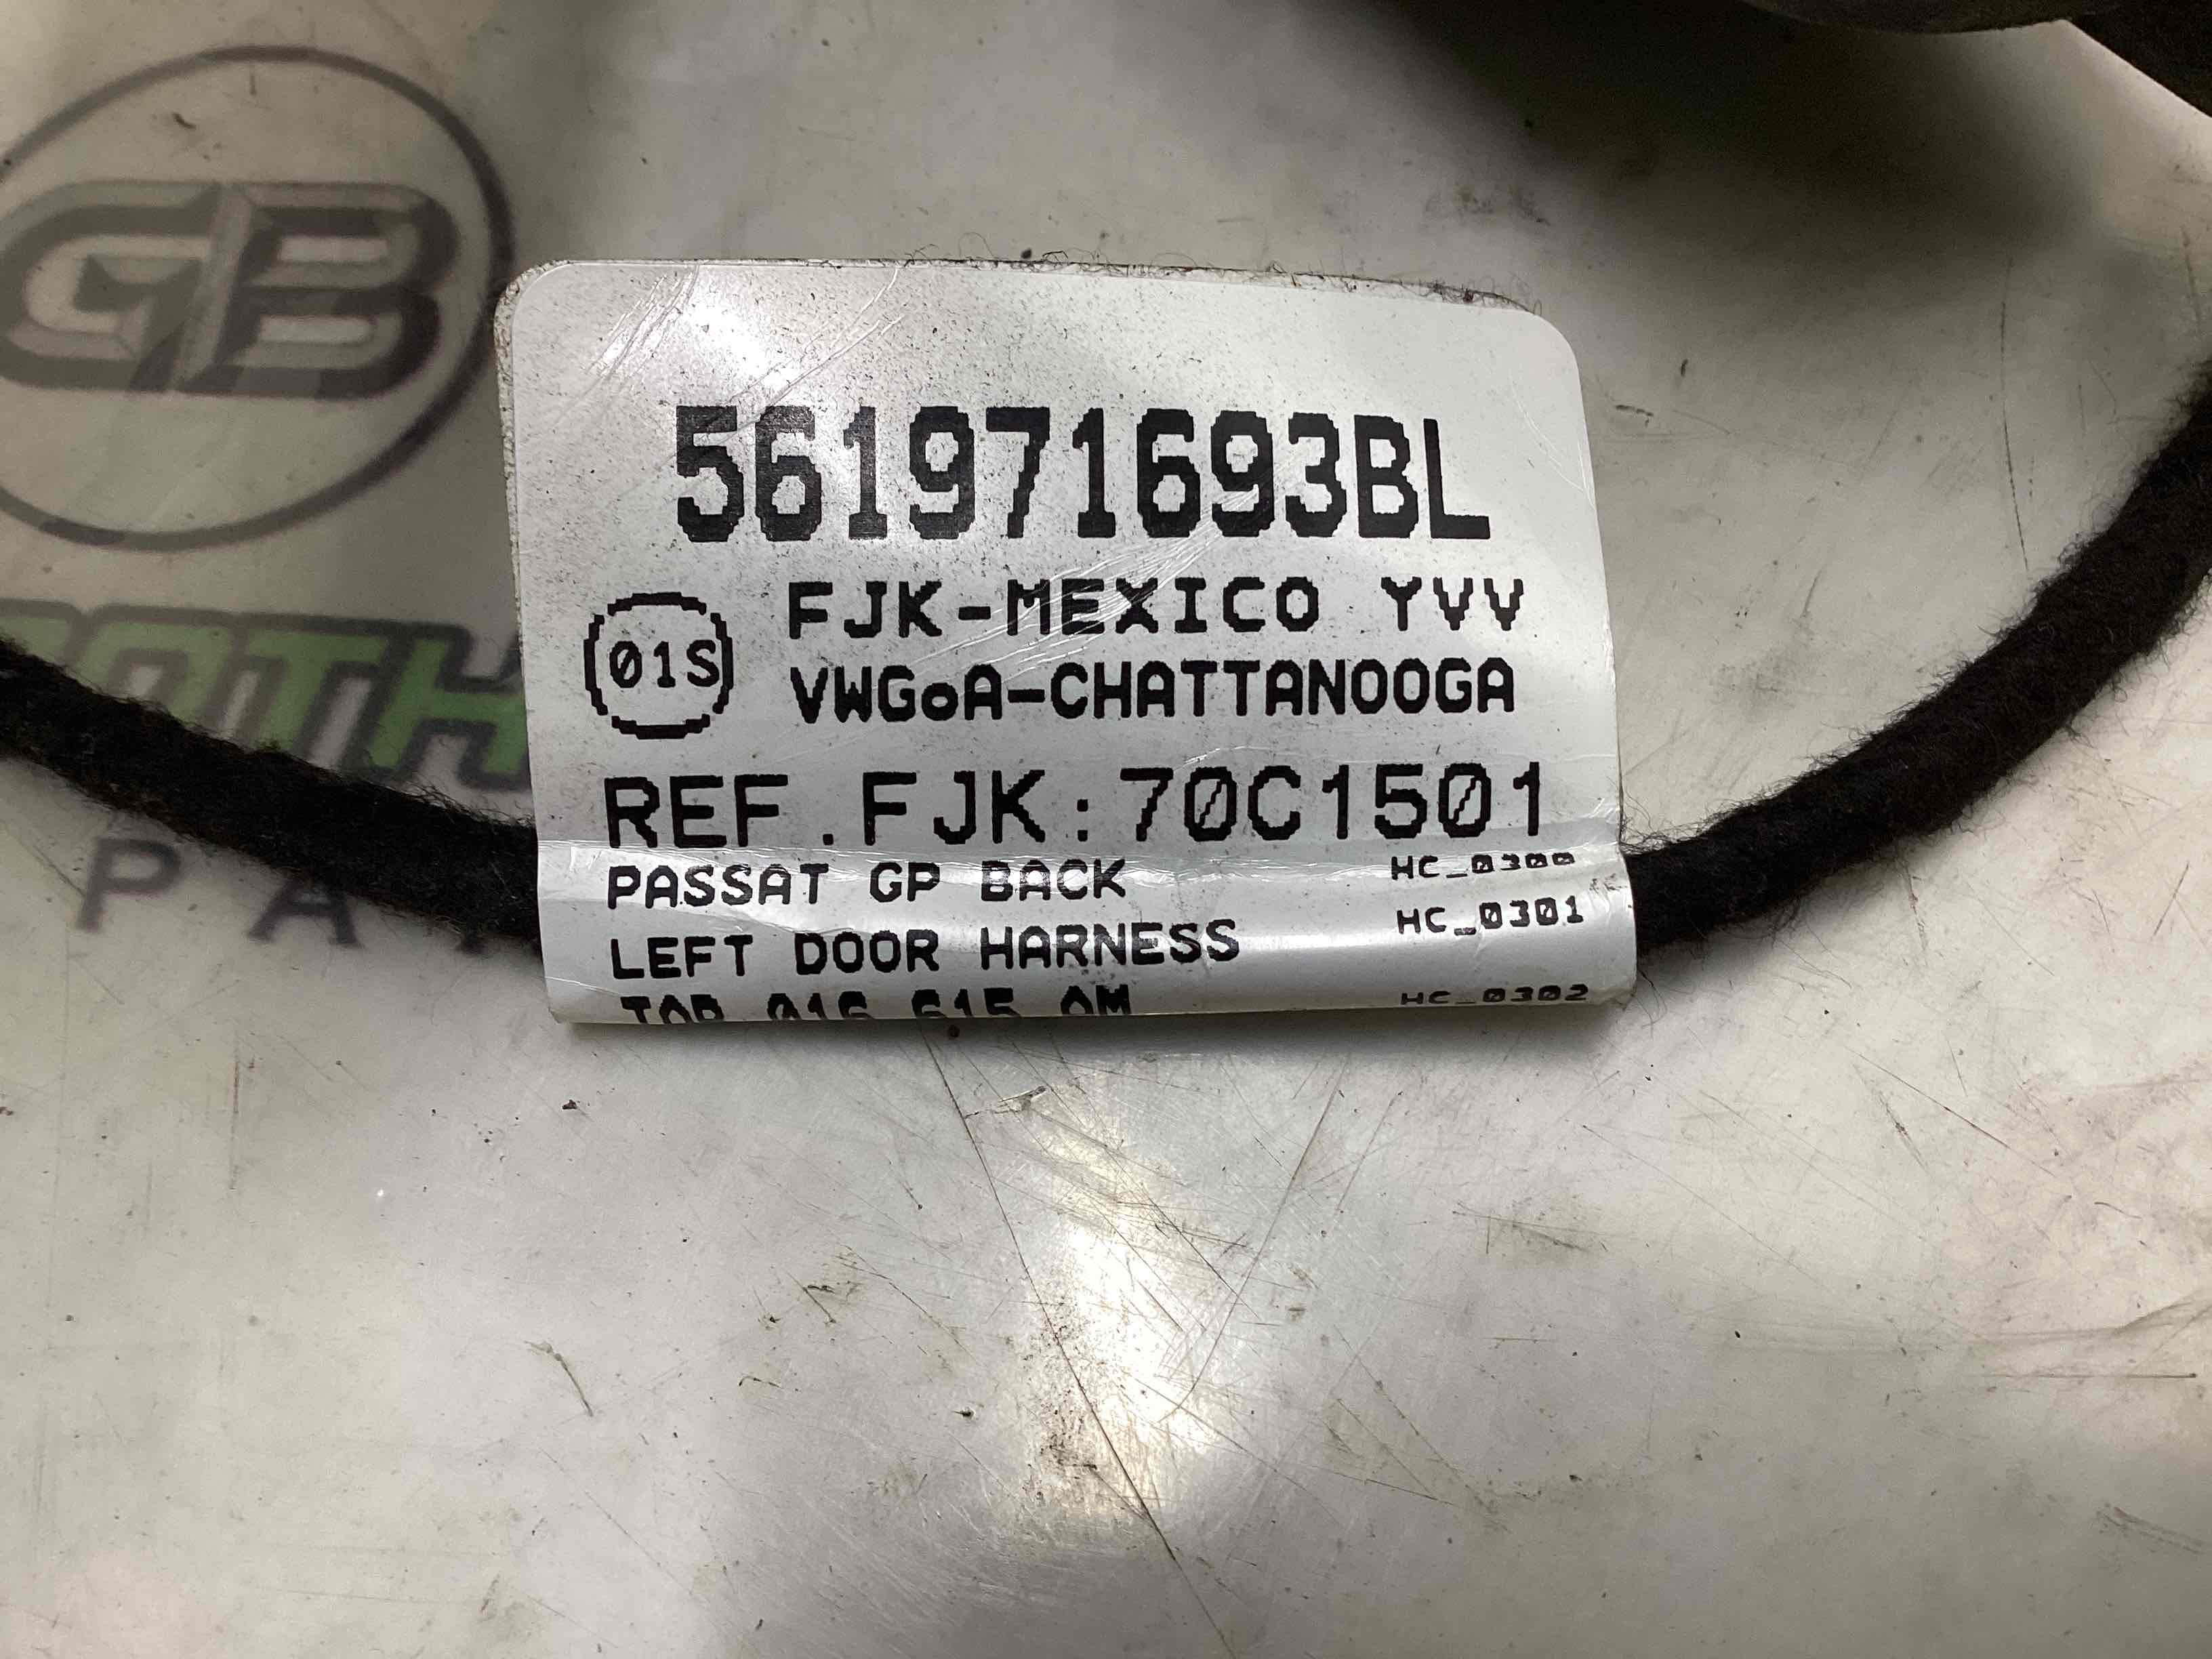 GB
561971693BL
01S
FJK-MEXICO YVV
VWGoA-CHATTANOOGA
REF.FJK:70C1501
PASSAT GP BACK
HC_0300
LEFT DOOR HARNESS
HC_0301
HC_0302